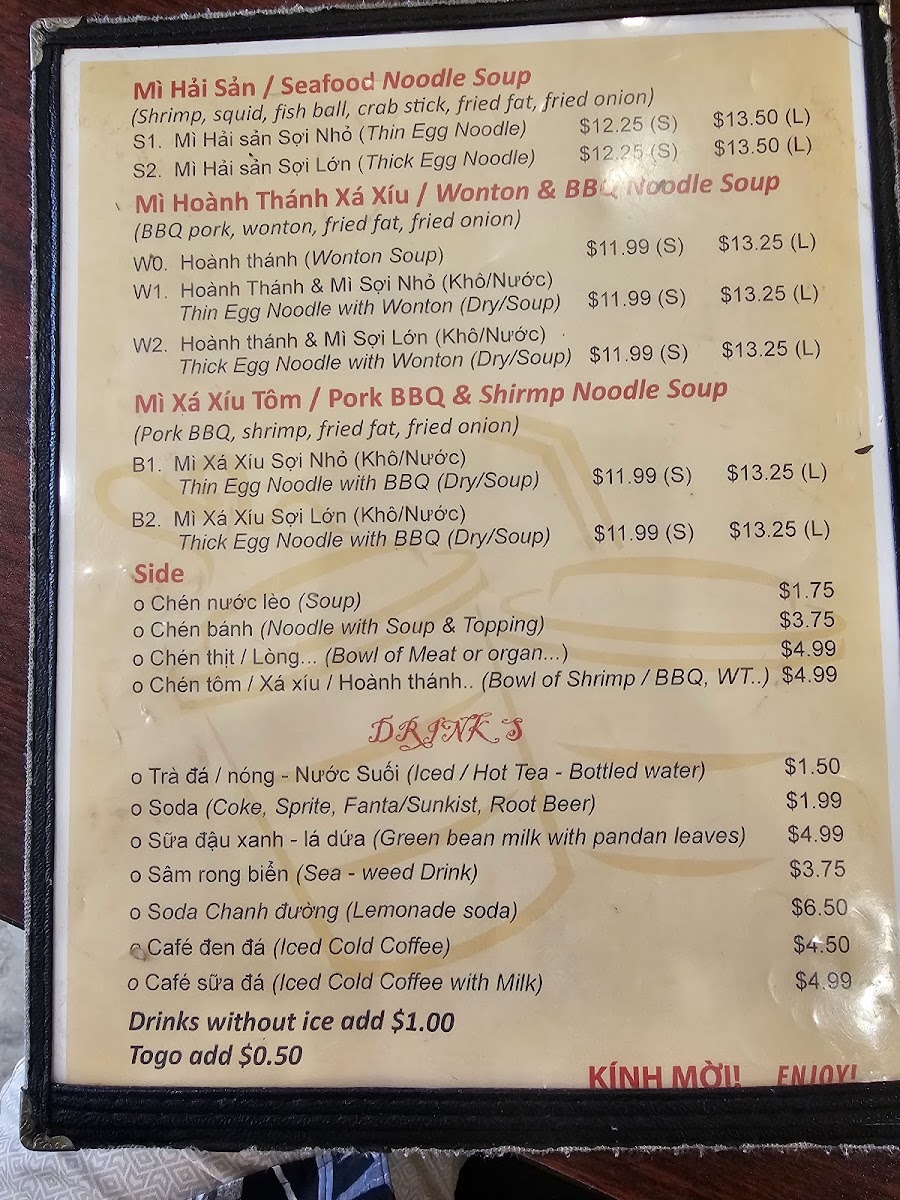 Mì Hải Sản / Seafood Noodle Soup
(Shrimp, squid, fish ball, crab stick, fried fat, fried onion)
S1. Mì Hải sản Sợi Nhỏ (Thin Egg Noodle) $12.25 (S) $13.50 (L)
S2. Mì Hải sản Sợi Lớn (Thick Egg Noodle) $12.25 (S) $13.50 (L)
Mì Hoành Thánh Xá Xíu / Wonton & BBQ Noodle Soup
(BBQ pork, wonton, fried fat, fried onion)
W0. Hoành thánh (Wonton Soup) $11.99 (S) $13.25 (L)
W1. Hoành Thánh & Mì Sợi Nhỏ (Khô/Nước)
Thin Egg Noodle with Wonton (Dry/Soup) $11.99 (S) $13.25 (L)
W2. Hoành thánh & Mì Sợi Lớn (Khô/Nước)
Thick Egg Noodle with Wonton (Dry/Soup) $11.99 (S) $13.25 (L)
Mì Xá Xíu Tôm / Pork BBQ & Shirmp Noodle Soup
(Pork BBQ, shrimp, fried fat, fried onion)
B1. Mì Xá Xíu Sợi Nhỏ (Khô/Nước)
Thin Egg Noodle with BBQ (Dry/Soup) $11.99 (S) $13.25 (L)
B2. Mì Xá Xíu Sợi Lớn (Khô/Nước)
Thick Egg Noodle with BBQ (Dry/Soup) $11.99 (S) $13.25 (L)
Side
o Chén nước lèo (Soup) $1.75
o Chén bánh (Noodle with Soup & Topping) $3.75
o Chén thịt / Lòng... (Bowl of Meat or organ...) $4.99
o Chén tôm / Xá xíu / Hoành thánh.. (Bowl of Shrimp / BBQ, WT..) $4.99
DRINK'S
o Trà đá / nóng - Nước Suối (Iced / Hot Tea - Bottled water) $1.50
o Soda (Coke, Sprite, Fanta/Sunkist, Root Beer) $1.99
o Sữa đậu xanh - lá dứa (Green bean milk with pandan leaves) $4.99
o Sâm rong biển (Sea - weed Drink) $3.75
o Soda Chanh đường (Lemonade soda) $6.50
o Café đen đá (Iced Cold Coffee) $4.50
o Café sữa đá (Iced Cold Coffee with Milk) $4.99
Drinks without ice add $1.00
Togo add $0.50
KÍNH MỜI! ENJOY!